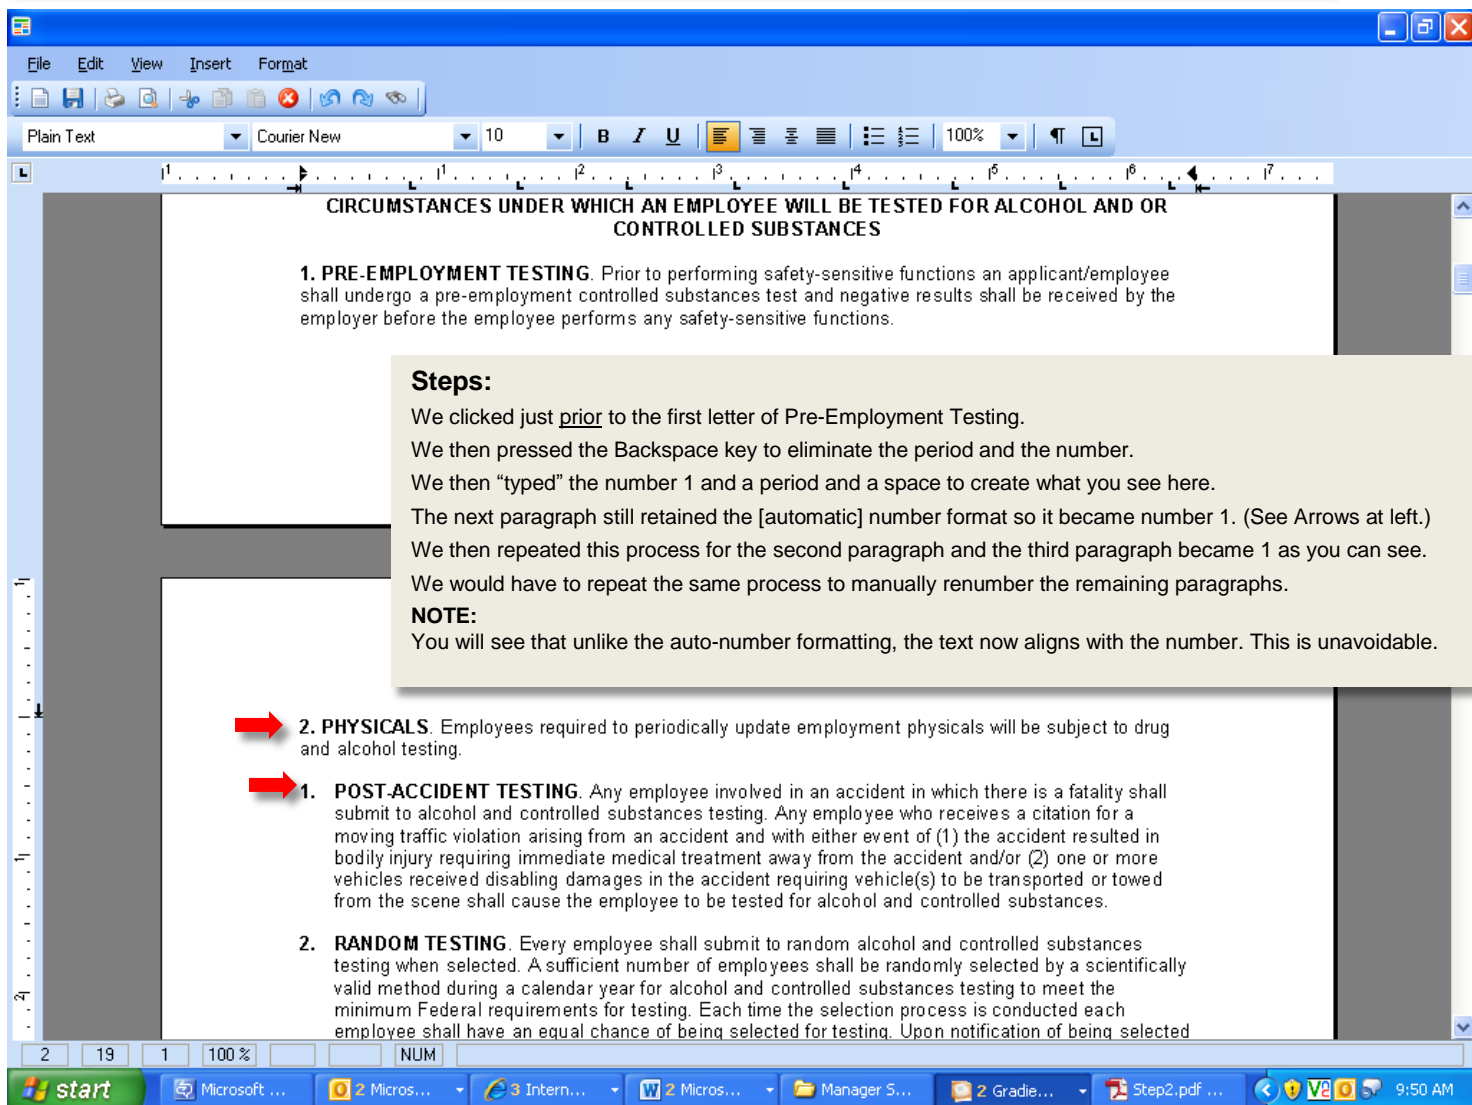 File Edit View Insert Format
Plain Text Courier New 10 B I U 100% ¶ L
L 1 1 2 3 4 5 6 7
CIRCUMSTANCES UNDER WHICH AN EMPLOYEE WILL BE TESTED FOR ALCOHOL AND OR
CONTROLLED SUBSTANCES
1. PRE-EMPLOYMENT TESTING. Prior to performing safety-sensitive functions an applicant/employee
shall undergo a pre-employment controlled substances test and negative results shall be received by the
employer before the employee performs any safety-sensitive functions.
Steps:
We clicked just prior to the first letter of Pre-Employment Testing.
We then pressed the Backspace key to eliminate the period and the number.
We then “typed” the number 1 and a period and a space to create what you see here.
The next paragraph still retained the [automatic] number format so it became number 1. (See Arrows at left.)
We then repeated this process for the second paragraph and the third paragraph became 1 as you can see.
We would have to repeat the same process to manually renumber the remaining paragraphs.
NOTE:
You will see that unlike the auto-number formatting, the text now aligns with the number. This is unavoidable.
2. PHYSICALS. Employees required to periodically update employment physicals will be subject to drug
and alcohol testing.
1. POST-ACCIDENT TESTING. Any employee involved in an accident in which there is a fatality shall
submit to alcohol and controlled substances testing. Any employee who receives a citation for a
moving traffic violation arising from an accident and with either event of (1) the accident resulted in
bodily injury requiring immediate medical treatment away from the accident and/or (2) one or more
vehicles received disabling damages in the accident requiring vehicle(s) to be transported or towed
from the scene shall cause the employee to be tested for alcohol and controlled substances.
2. RANDOM TESTING. Every employee shall submit to random alcohol and controlled substances
testing when selected. A sufficient number of employees shall be randomly selected by a scientifically
valid method during a calendar year for alcohol and controlled substances testing to meet the
minimum Federal requirements for testing. Each time the selection process is conducted each
employee shall have an equal chance of being selected for testing. Upon notification of being selected
2 19 1 100 % NUM
start Microsoft ... 2 Micros... 3 Intern... 2 Micros... Manager S... 2 Gradie... Step2.pdf ... 9:50 AM